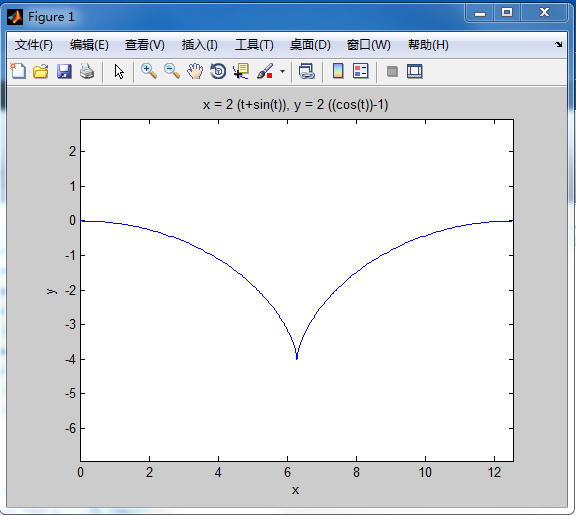 Figure 1
文件(F) 编辑(E) 查看(V) 插入(I) 工具(T) 桌面(D) 窗口(W) 帮助(H)
x = 2 (t+sin(t)), y = 2 ((cos(t))-1)
2
1
0
-1
-2
-3
-4
-5
-6
y
0 2 4 6 8 10 12
x